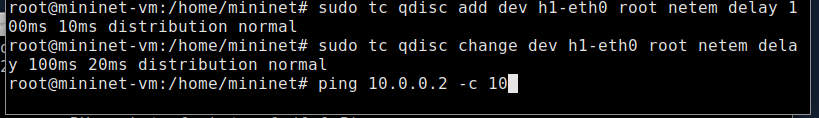 root@mininet-vm:/home/mininet# sudo tc qdisc add dev h1-eth0 root netem delay 1
00ms 10ms distribution normal
root@mininet-vm:/home/mininet# sudo tc qdisc change dev h1-eth0 root netem dela
y 100ms 20ms distribution normal
root@mininet-vm:/home/mininet# ping 10.0.0.2 -c 10